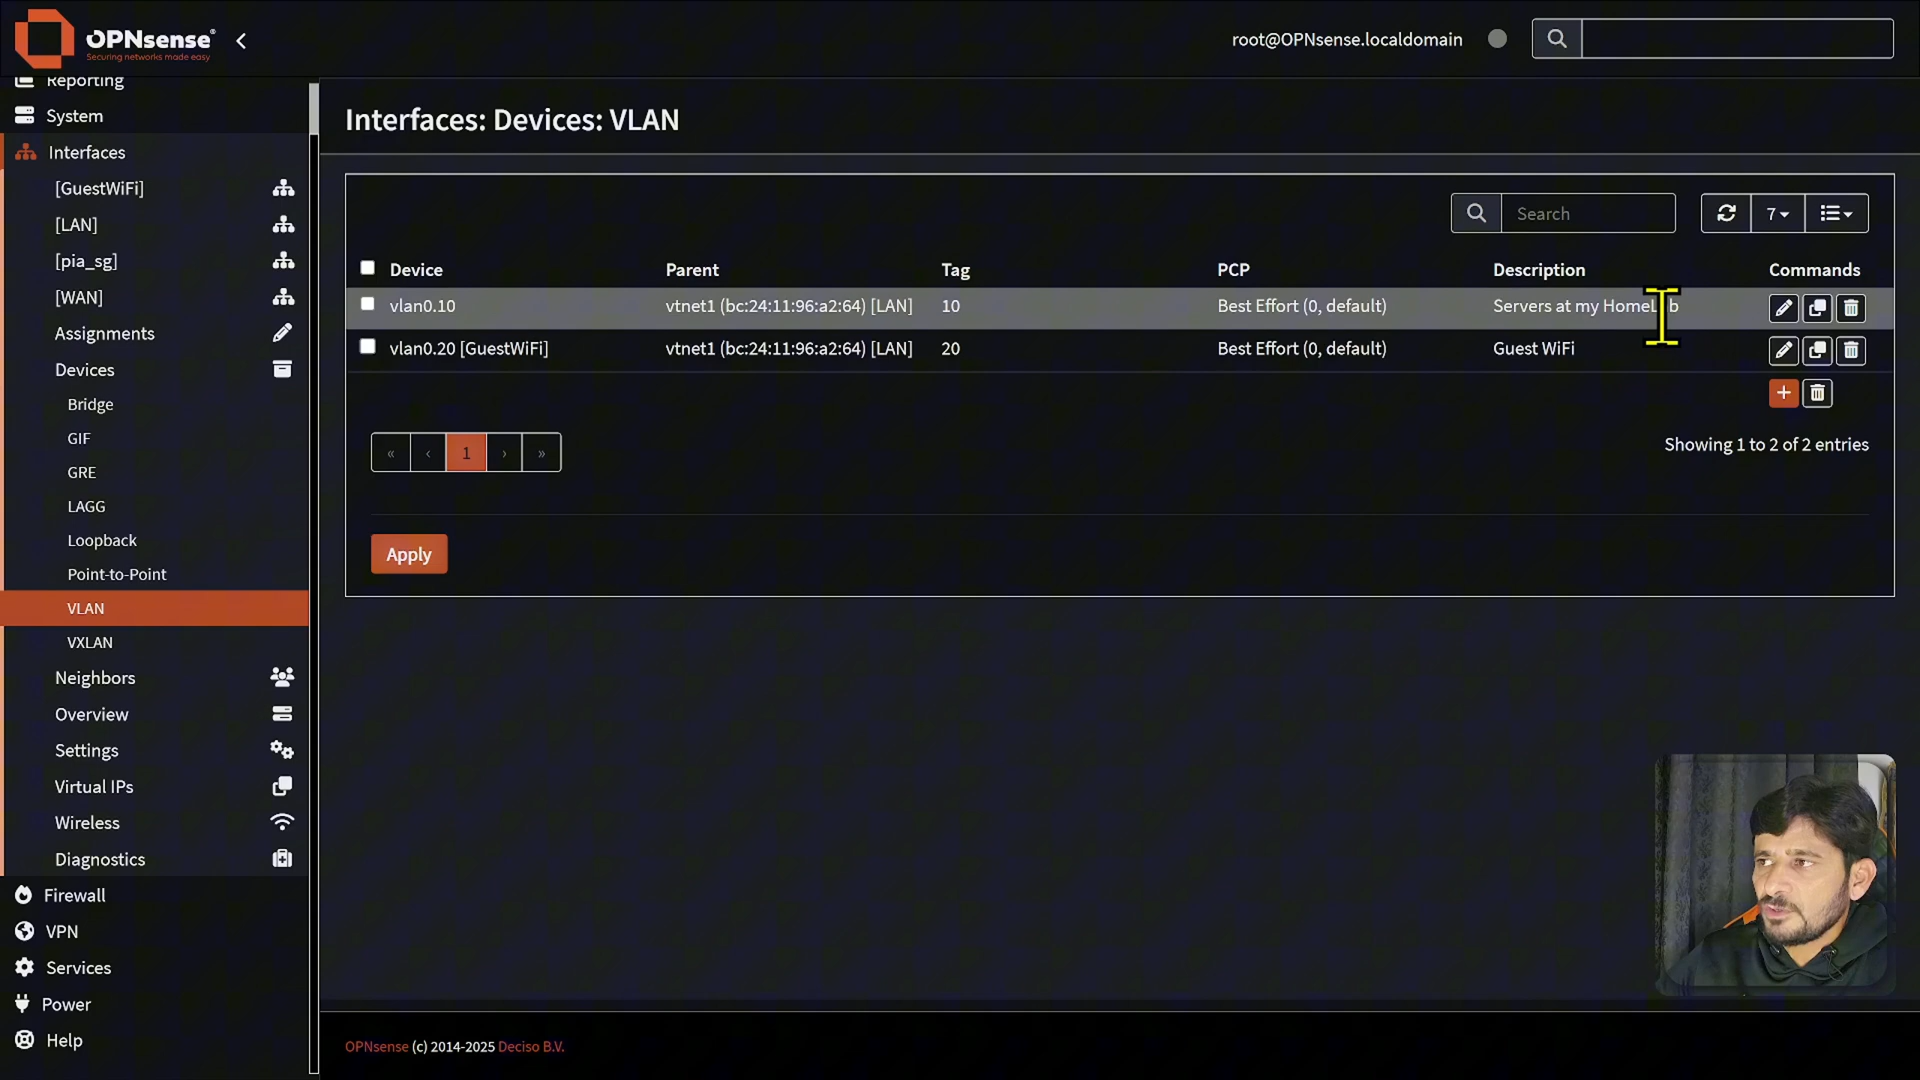 OPNsense®
Securing networks made easy
root@OPNsense.localdomain
Reporting
System
Interfaces
[GuestWiFi]
[LAN]
[pia_sg]
[WAN]
Assignments
Devices
Bridge
GIF
GRE
LAGG
Loopback
Point-to-Point
VLAN
VXLAN
Neighbors
Overview
Settings
Virtual IPs
Wireless
Diagnostics
Firewall
VPN
Services
Power
Help
Interfaces: Devices: VLAN
Search
7
Device Parent Tag PCP Description Commands
vlan0.10 vtnet1 (bc:24:11:96:a2:64) [LAN] 10 Best Effort (0, default) Servers at my
vlan0.20 [GuestWiFi] vtnet1 (bc:24:11:96:a2:64) [LAN] 20 Best Effort (0, default) Guest WiFi
« ‹ 1 › »
Showing 1 to 2 of 2 entries
Apply
OPNsense (c) 2014-2025 Deciso B.V.